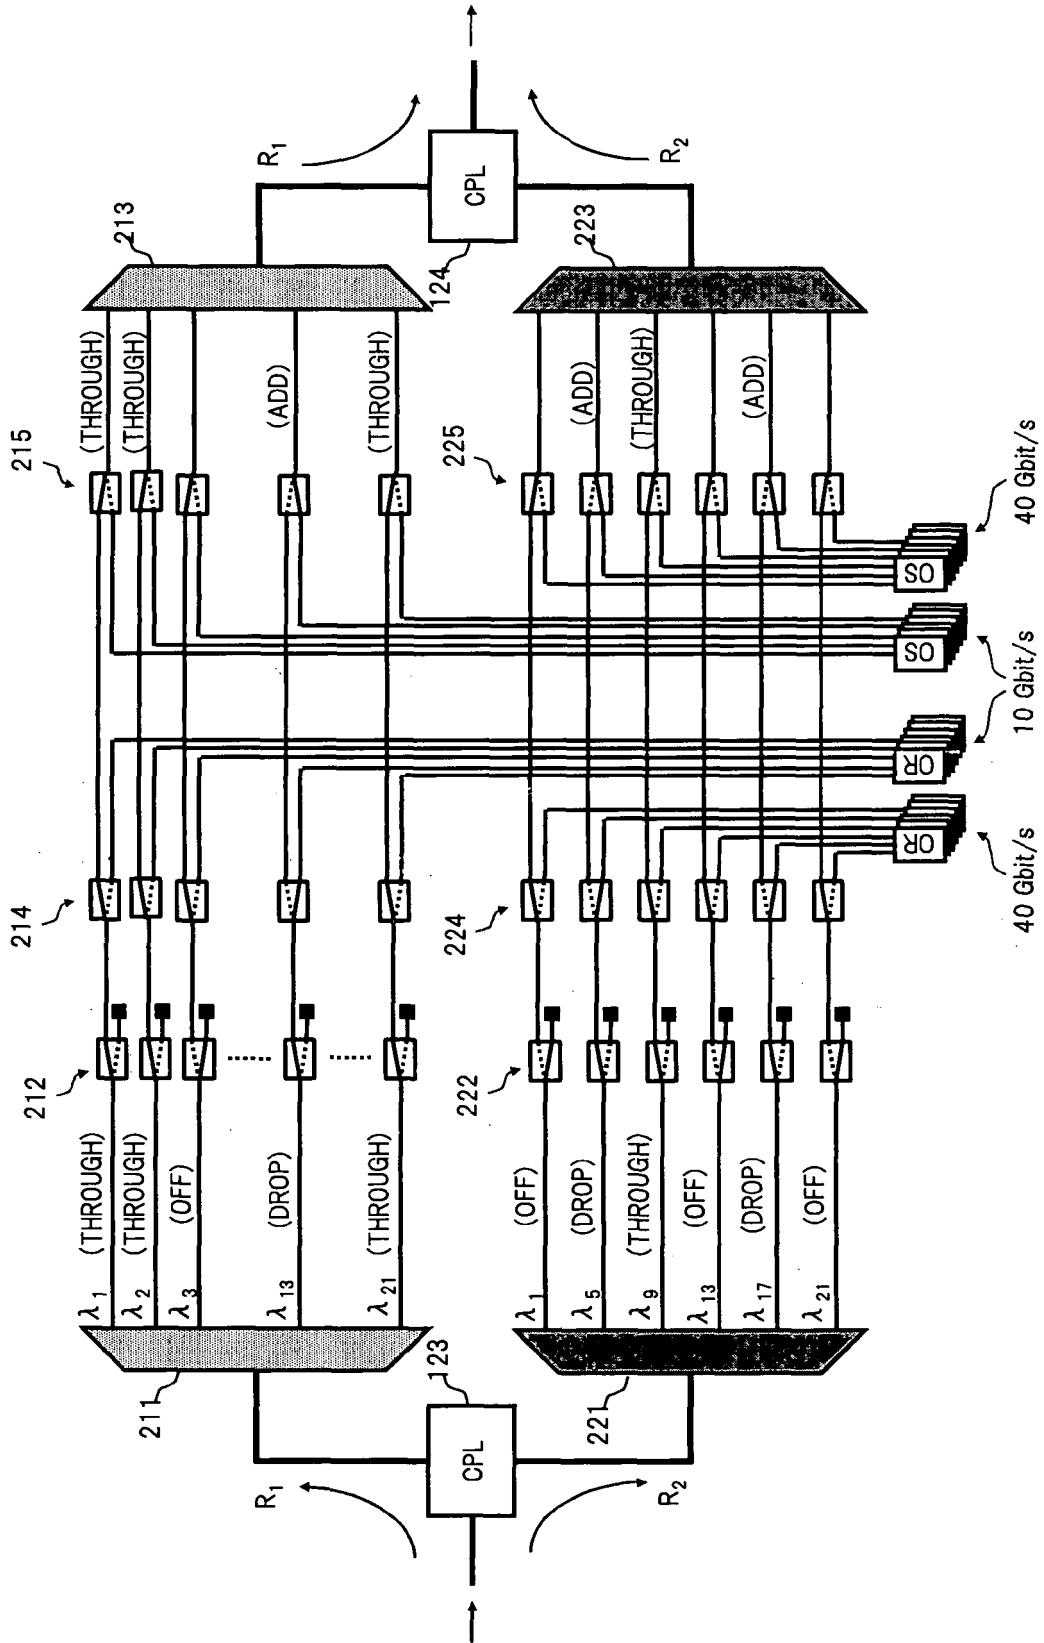 R₁
CPL
123
R₂
211
221
λ₁ (THROUGH)
λ₂ (THROUGH)
λ₃ (OFF)
λ₁₃ (DROP)
λ₂₁ (THROUGH)
λ₁ (OFF)
λ₅ (DROP)
λ₉ (THROUGH)
λ₁₃ (OFF)
λ₁₇ (DROP)
λ₂₁ (OFF)
212
222
214
224
OR
40 Gbit/s
OR
10 Gbit/s
OS
OS
40 Gbit/s
215
225
(THROUGH)
(THROUGH)
(ADD)
(THROUGH)
(ADD)
(THROUGH)
(ADD)
213
223
124
CPL
R₁
R₂